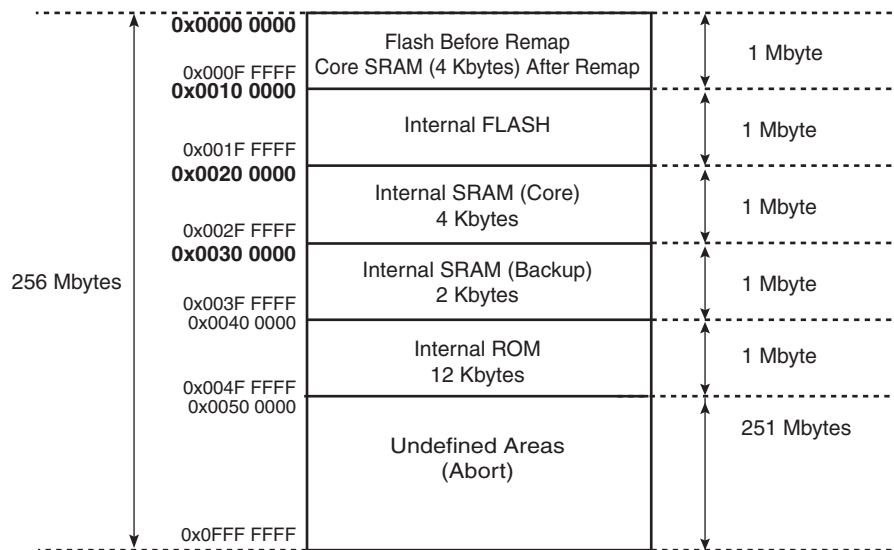 0x0000 0000
Flash Before Remap
Core SRAM (4 Kbytes) After Remap
1 Mbyte
0x000F FFFF
0x0010 0000
Internal FLASH
1 Mbyte
0x001F FFFF
0x0020 0000
Internal SRAM (Core)
4 Kbytes
1 Mbyte
0x002F FFFF
0x0030 0000
256 Mbytes
Internal SRAM (Backup)
2 Kbytes
1 Mbyte
0x003F FFFF
0x0040 0000
Internal ROM
12 Kbytes
1 Mbyte
0x004F FFFF
0x0050 0000
Undefined Areas
(Abort)
251 Mbytes
0x0FFF FFFF